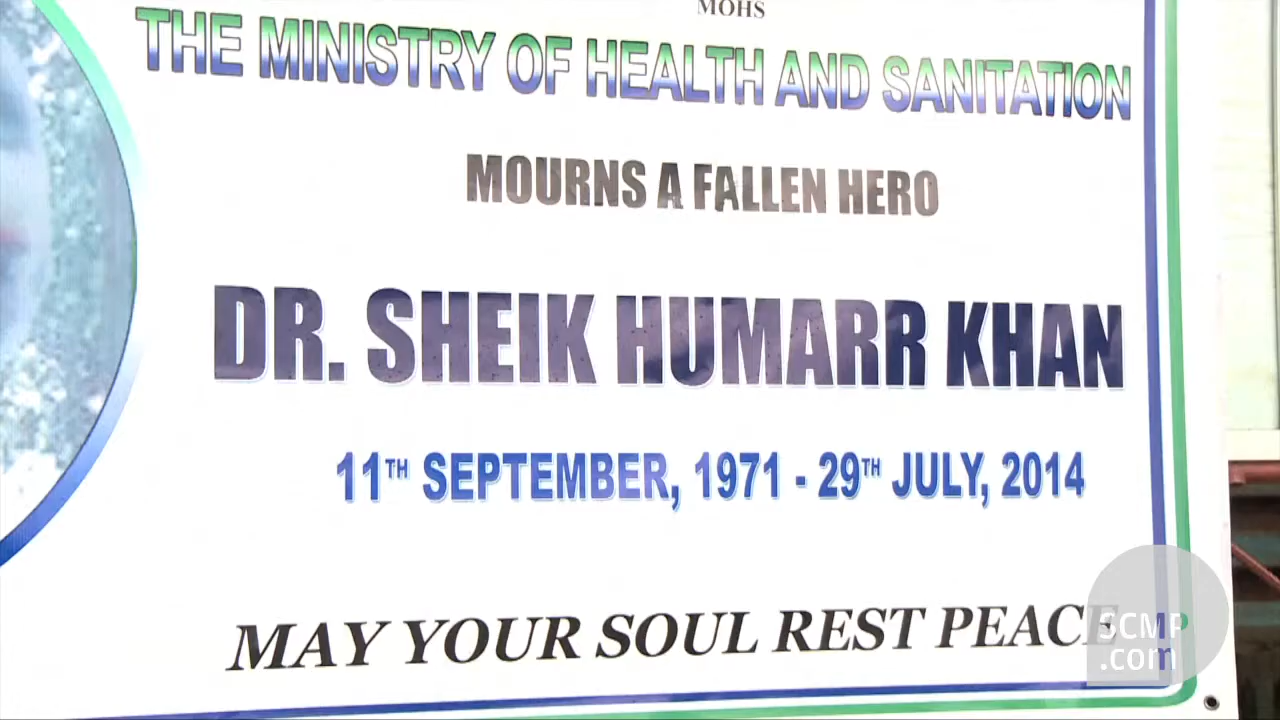 MOHS
THE MINISTRY OF HEALTH AND SANITATION
MOURNS A FALLEN HERO
DR. SHEIK HUMARR KHAN
11TH SEPTEMBER, 1971 - 29TH JULY, 2014
MAY YOUR SOUL REST PEACE
SCMP
.com